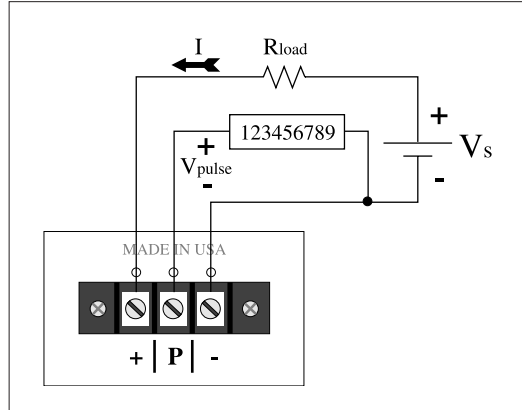 I
Rload
+
123456789
+
Vpulse
-
Vs
-
MADE IN USA
+ | P | -